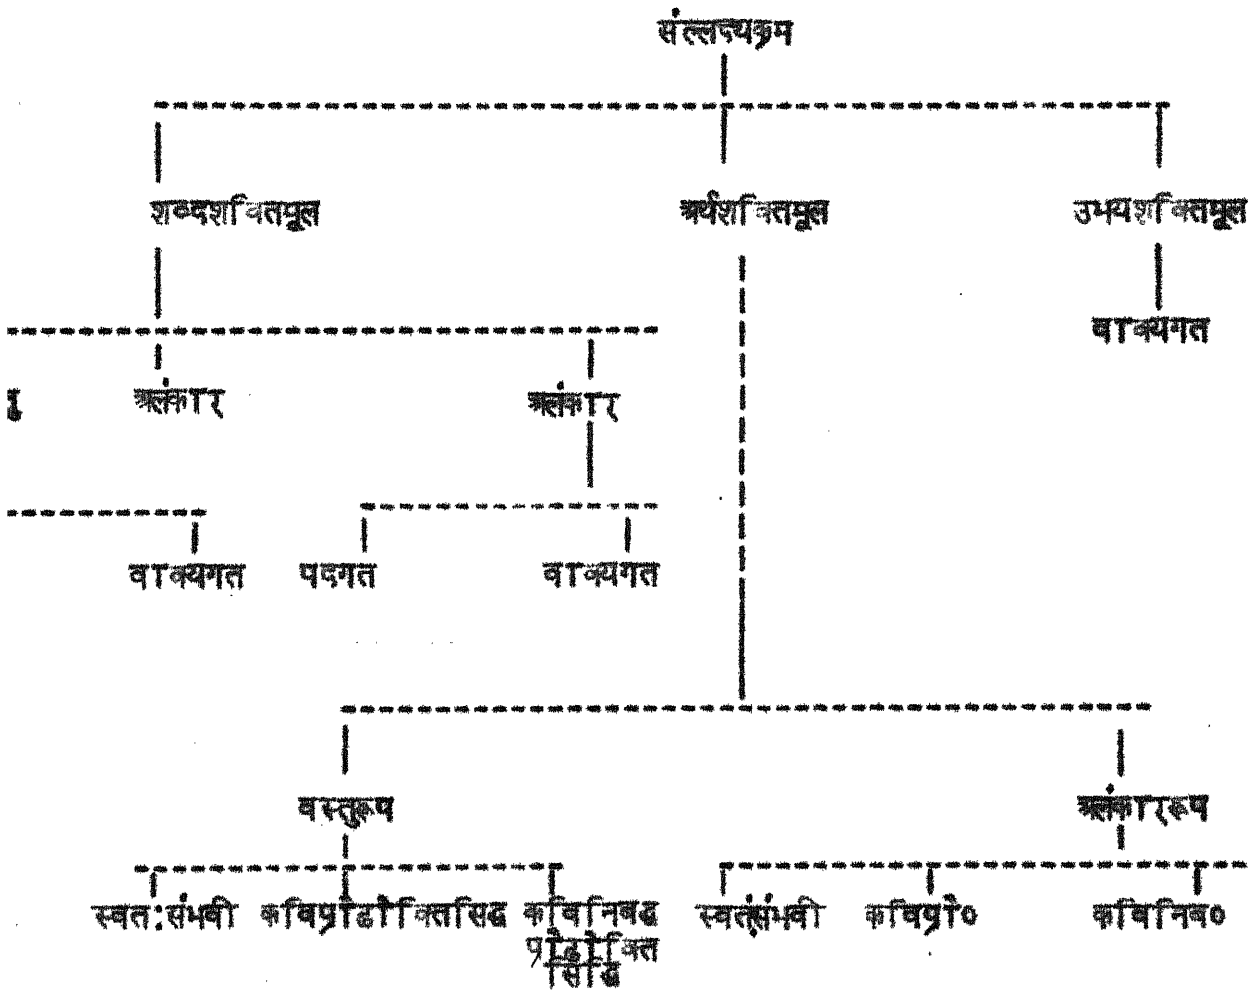 संल्लक्ष्यक्रम
शब्दशक्तिमूल अर्थशक्तिमूल उभयशक्तिमूल
वाक्यगत
अलंकार अलंकार
वाक्यगत पदगत वाक्यगत
वस्तुरूप अलंकाररूप
स्वत:संभवी कविप्रौढोक्तिसिद्ध कविनिबद्ध स्वत:संभवी कविप्रौ० कविनिब०
प्रौढोक्ति
सिद्धि